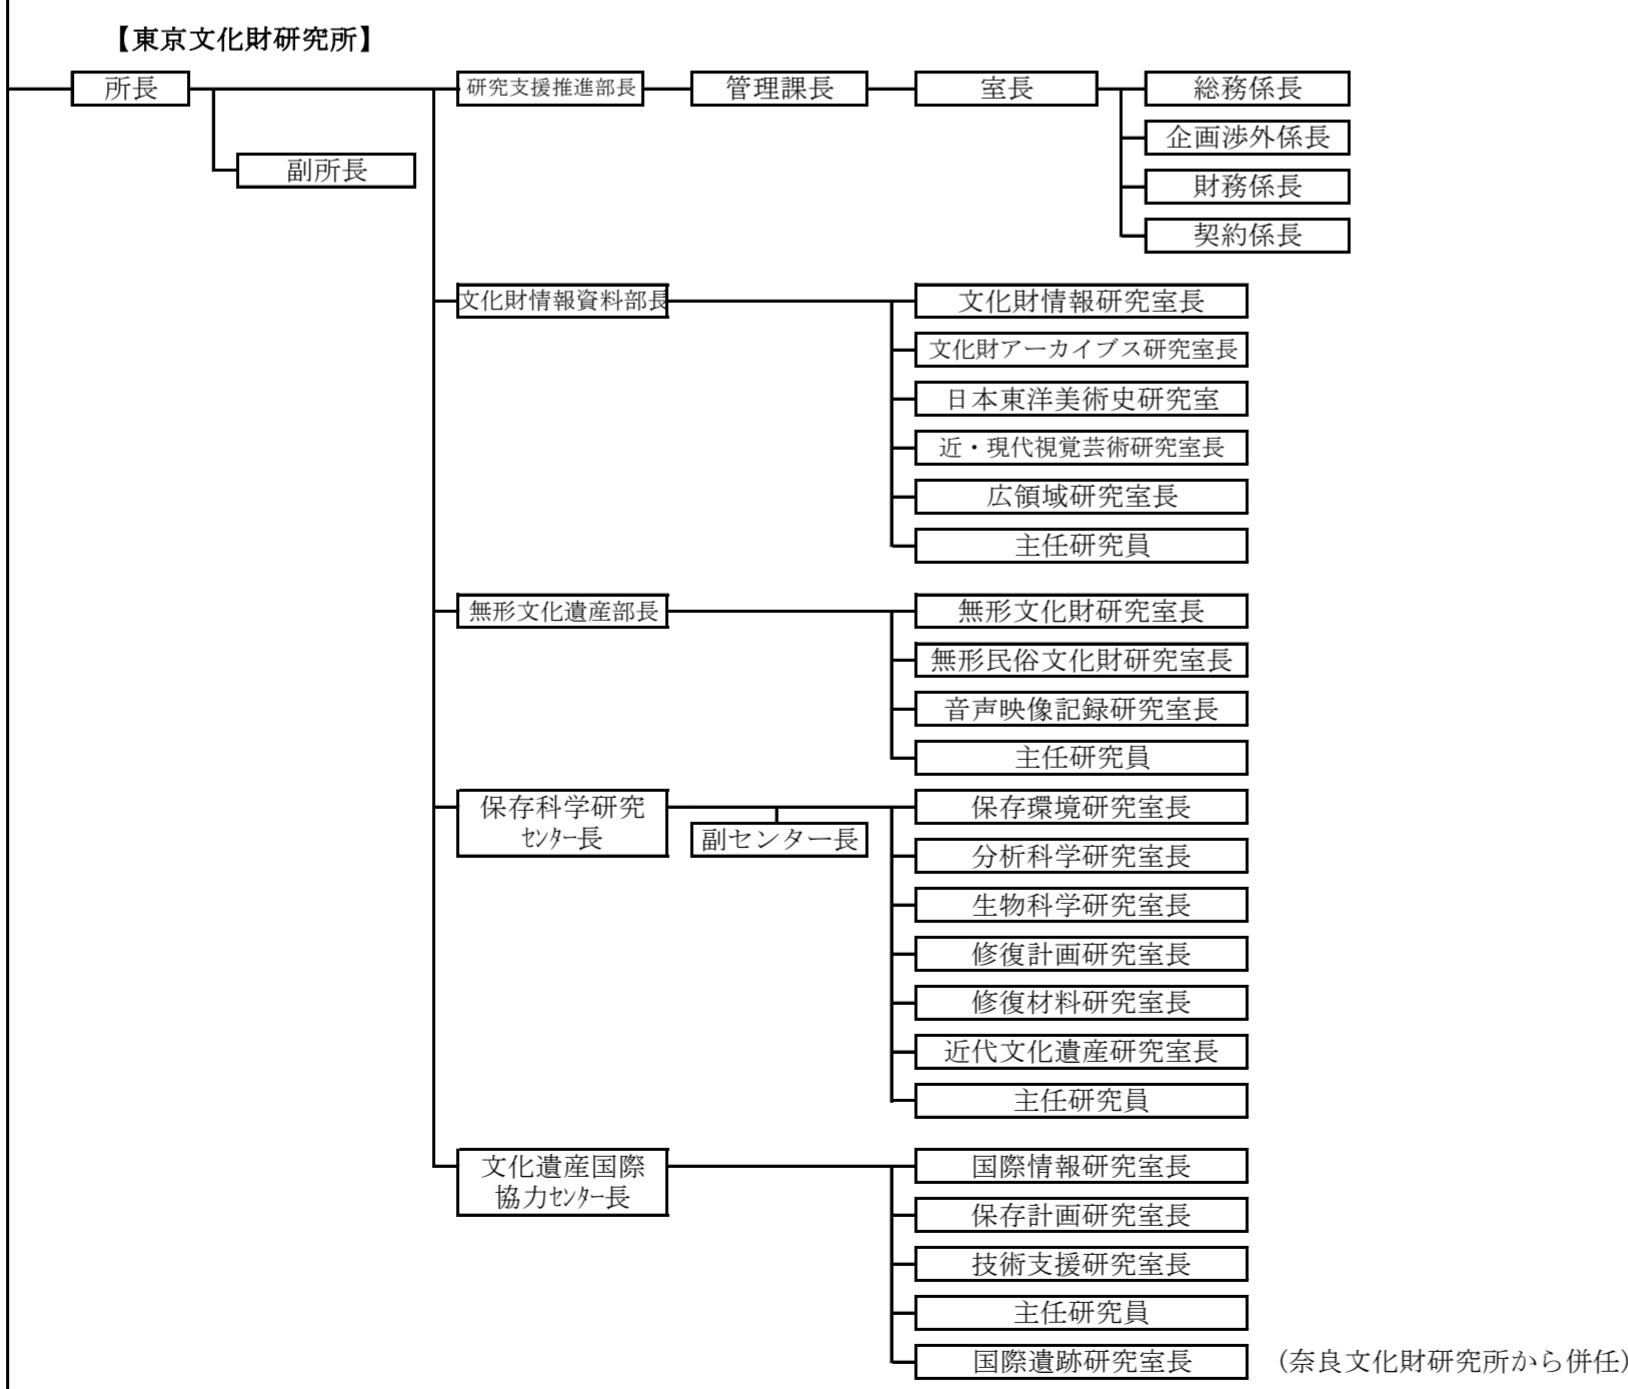 【東京文化財研究所】
所長
研究支援推進部長
管理課長
室長
総務係長
企画渉外係長
副所長
財務係長
契約係長
文化財情報資料部長
文化財情報研究室長
文化財アーカイブス研究室長
日本東洋美術史研究室
近・現代視覚芸術研究室長
広領域研究室長
主任研究員
無形文化遺産部長
無形文化財研究室長
無形民俗文化財研究室長
音声映像記録研究室長
主任研究員
保存科学研究
センター長
副センター長
保存環境研究室長
分析科学研究室長
生物科学研究室長
修復計画研究室長
修復材料研究室長
近代文化遺産研究室長
主任研究員
文化遺産国際
協力センター長
国際情報研究室長
保存計画研究室長
技術支援研究室長
主任研究員
国際遺跡研究室長
（奈良文化財研究所から併任）